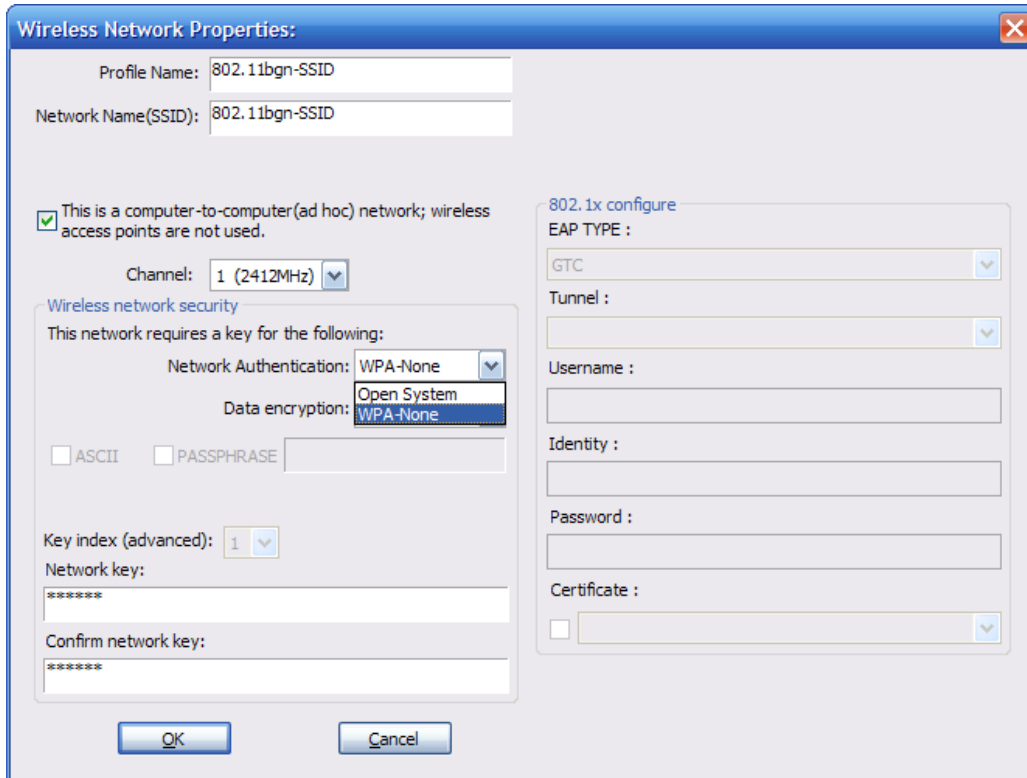 Wireless Network Properties:
Profile Name: 802.11bgn-SSID
Network Name(SSID): 802.11bgn-SSID
This is a computer-to-computer(ad hoc) network; wireless
access points are not used.
Channel: 1 (2412MHz)
Wireless network security
This network requires a key for the following:
Network Authentication: WPA-None
Open System
Data encryption: WPA-None
ASCII PASSPHRASE
Key index (advanced): 1
Network key:
******
Confirm network key:
******
OK Cancel
802.1x configure
EAP TYPE :
GTC
Tunnel :
Username :
Identity :
Password :
Certificate :